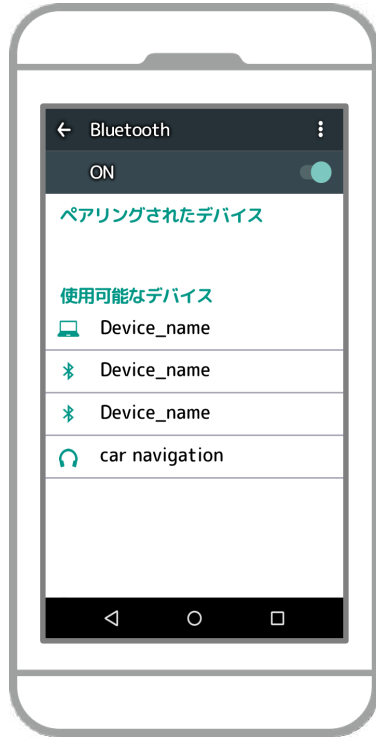 Bluetooth
ON
ペアリングされたデバイス
使用可能なデバイス
Device_name
Device_name
Device_name
car navigation